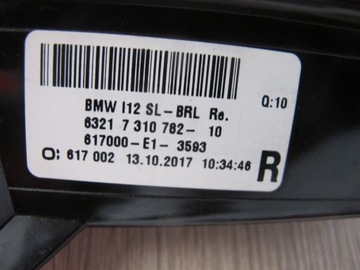 BMW I12 SL-BRL Re.
Q:10
6321 7 310 782-10
617000-E1-3593
O: 617 002 13.10.2017 10:34:46
R